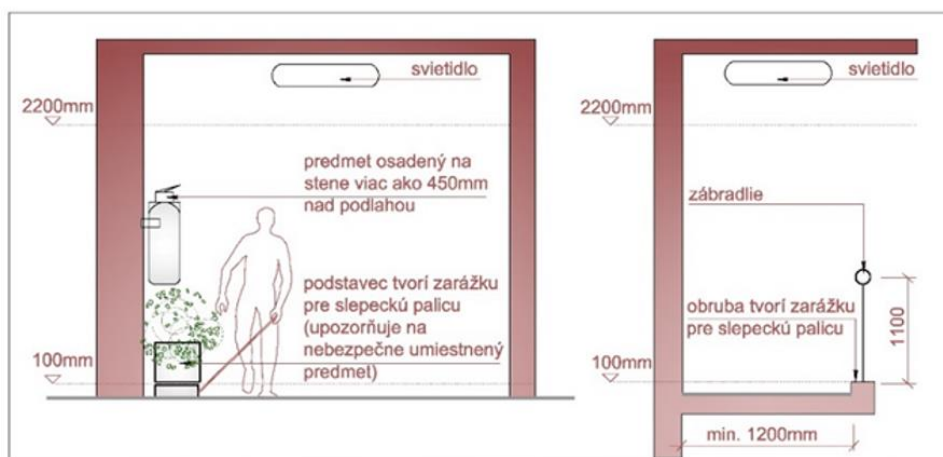 svietidlo
2200mm
predmet osadený na
stene viac ako 450mm
nad podlahou
podstavec tvorí zarážku
pre slepeckú palicu
(upozorňuje na
nebezpečne umiestnený
predmet)
100mm
svietidlo
2200mm
zábradlie
obruba tvorí zarážku
pre slepeckú palicu
1100
100mm
min. 1200mm